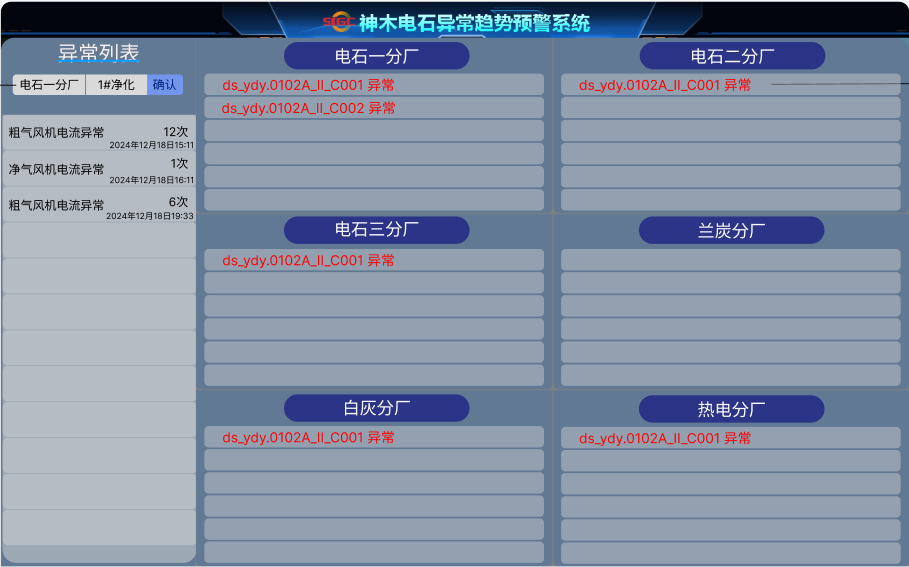 SIGC 神木电石异常趋势预警系统
异常列表
电石一分厂 1#净化 确认
粗气风机电流异常 12次
2024年12月18日15:11
净气风机电流异常 1次
2024年12月18日16:11
粗气风机电流异常 6次
2024年12月18日19:33
电石一分厂
ds_ydy.0102A_II_C001 异常
ds_ydy.0102A_II_C002 异常
电石二分厂
ds_ydy.0102A_II_C001 异常
电石三分厂
ds_ydy.0102A_II_C001 异常
兰炭分厂
白灰分厂
ds_ydy.0102A_II_C001 异常
热电分厂
ds_ydy.0102A_II_C001 异常